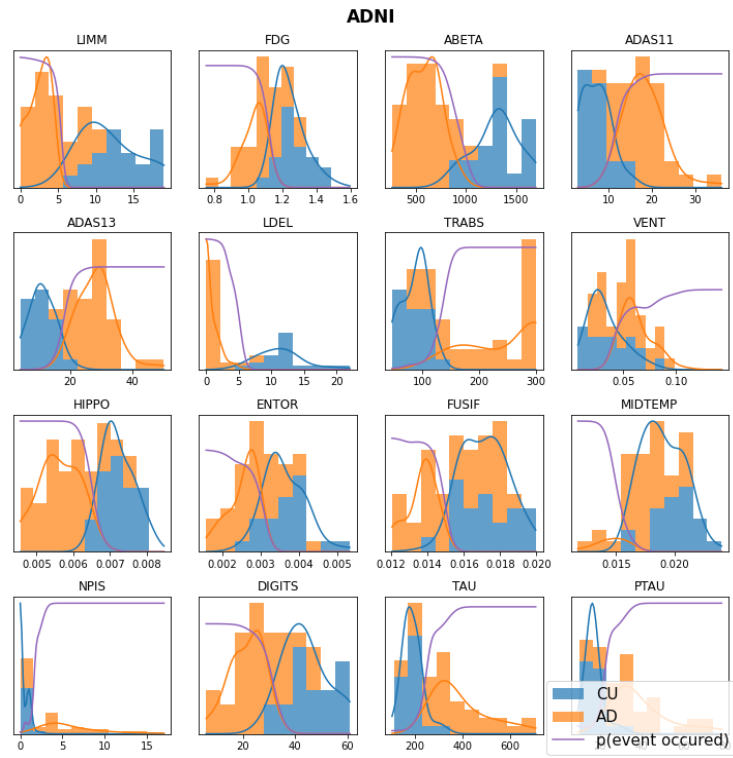 ADNI
LIMM FDG ABETA ADAS11
0 5 10 15 0.8 1.0 1.2 1.4 1.6 500 1000 1500 10 20 30
ADAS13 LDEL TRABS VENT
20 40 0 5 10 15 20 100 200 300 0.05 0.10
HIPPO ENTOR FUSIF MIDTEMP
0.005 0.006 0.007 0.008 0.002 0.003 0.004 0.005 0.012 0.014 0.016 0.018 0.020 0.015 0.020
NPIS DIGITS TAU PTAU
CU
AD
p(event occured)
0 5 10 15 20 40 60 200 400 600